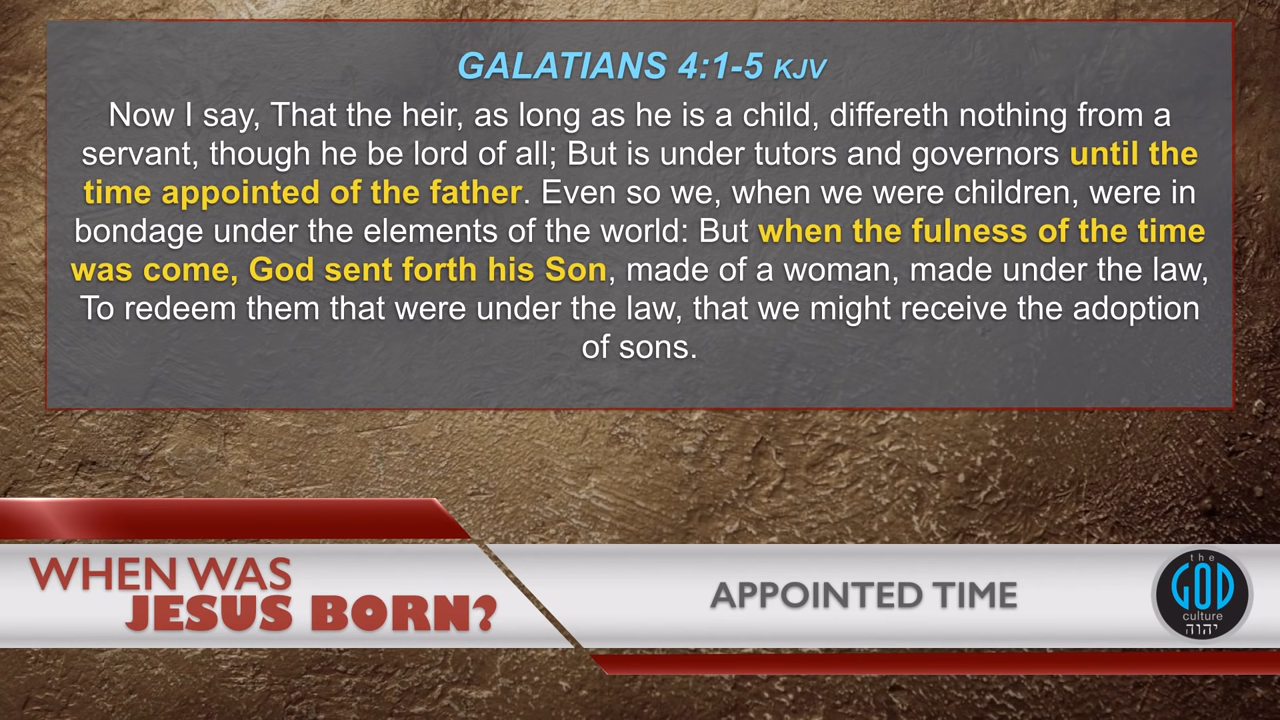 GALATIANS 4:1-5 KJV
Now I say, That the heir, as long as he is a child, differeth nothing from a
servant, though he be lord of all; But is under tutors and governors until the
time appointed of the father. Even so we, when we were children, were in
bondage under the elements of the world: But when the fulness of the time
was come, God sent forth his Son, made of a woman, made under the law,
To redeem them that were under the law, that we might receive the adoption
of sons.
WHEN WAS
JESUS BORN?
APPOINTED TIME
the
GOD
culture
יהוה